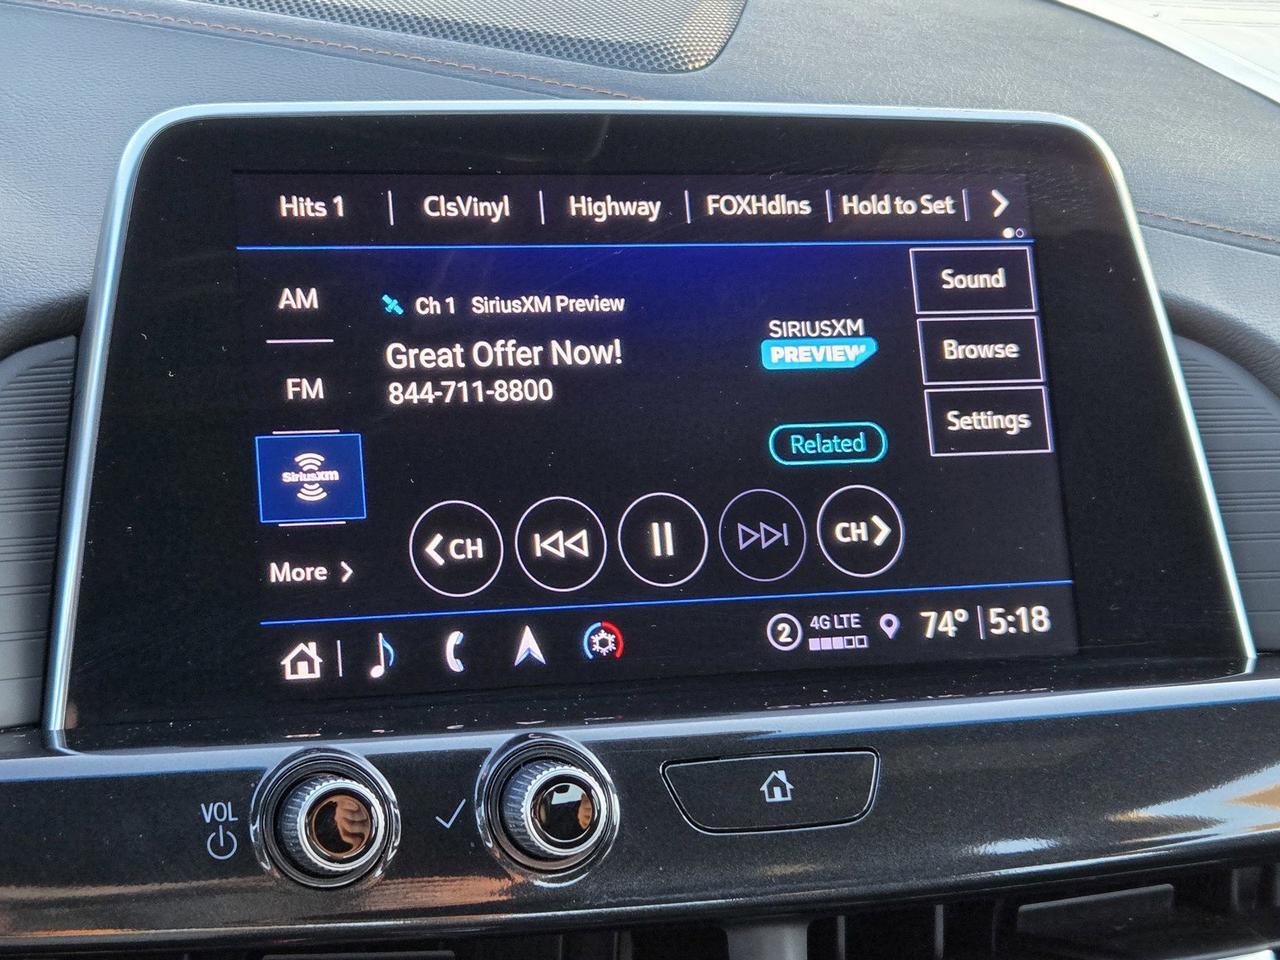 Hits 1 | ClsVinyl | Highway | FOXHdlns | Hold to Set |
AM
Ch 1 SiriusXM Preview
Great Offer Now!
844-711-8800
SIRIUSXM
PREVIEW
Related
Sound
Browse
Settings
FM
SiriusXM
More
CH
CH
2 4G LTE 74° | 5:18
VOL